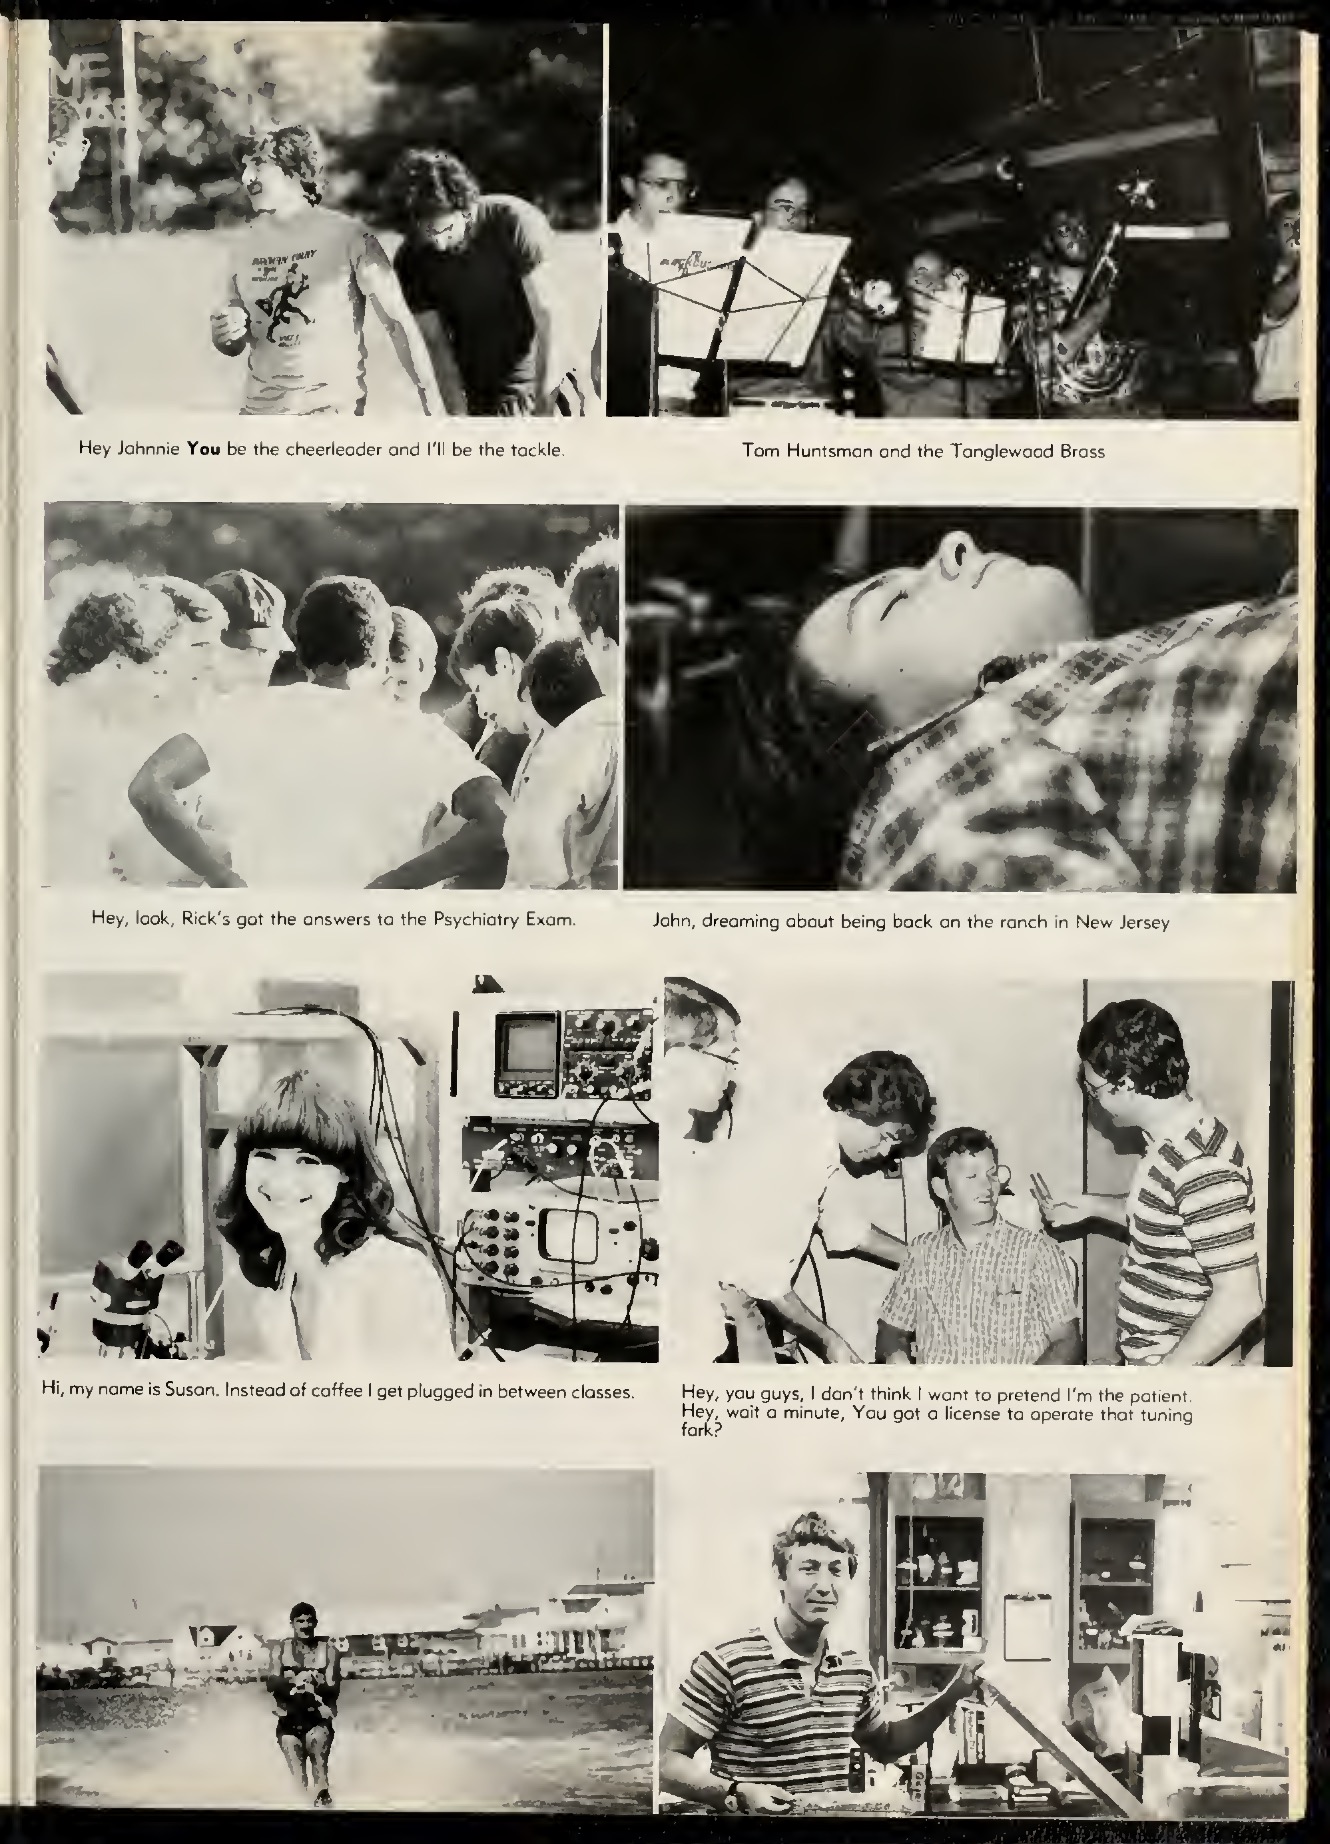 Hey Johnnie You be the cheerleader and I'll be the tackle.
Tom Huntsman and the Tanglewood Brass
Hey, look, Rick's got the answers to the Psychiatry Exam.
John, dreaming about being back on the ranch in New Jersey
Hi, my name is Susan. Instead of coffee I get plugged in between classes.
Hey, you guys, I don't think I want to pretend I'm the patient.
Hey, wait a minute, You got a license to operate that tuning
fork?